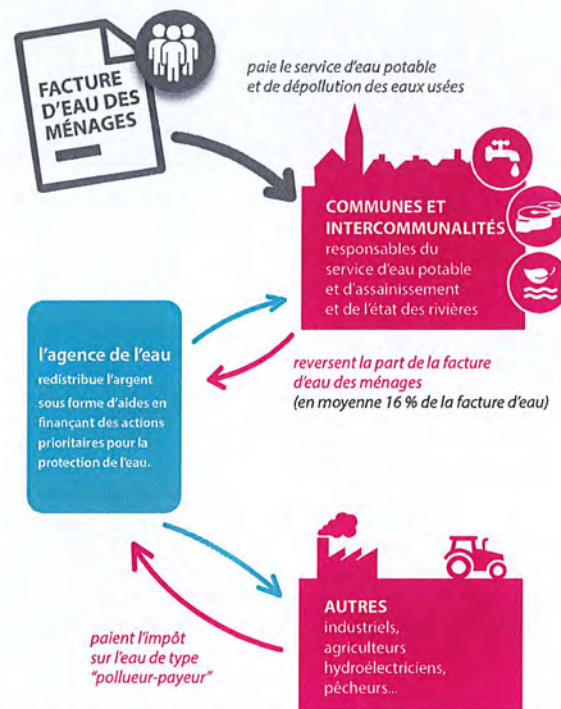 FACTURE
D'EAU DES
MÉNAGES
paie le service d'eau potable
et de dépollution des eaux usées
COMMUNES ET
INTERCOMMUNALITÉS
responsables du
service d'eau potable
et d'assainissement
et de l'état des rivières
l'agence de l'eau
redistribue l'argent
sous forme d'aides en
finançant des actions
prioritaires pour la
protection de l'eau.
reversent la part de la facture
d'eau des ménages
(en moyenne 16 % de la facture d'eau)
paient l'impôt
sur l'eau de type
"pollueur-payeur"
AUTRES
industriels,
agriculteurs
hydroélectriciens,
pêcheurs...